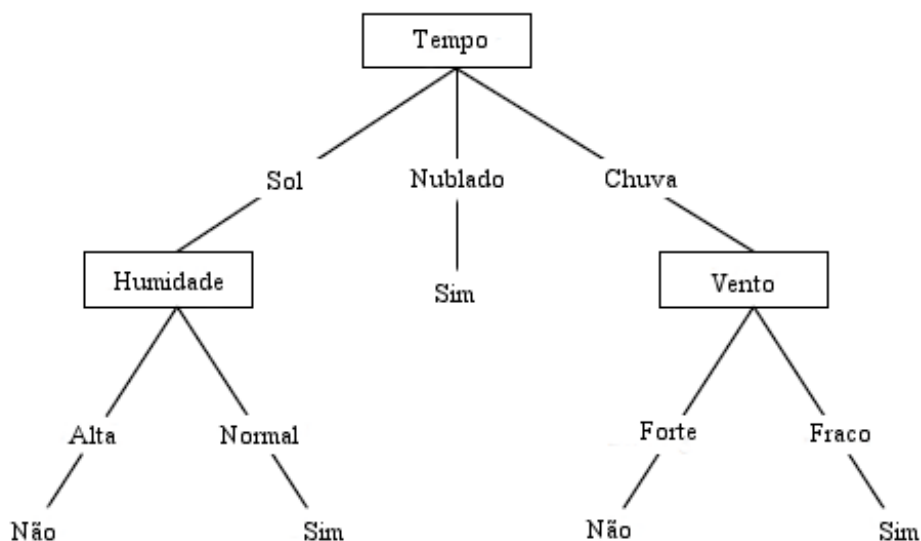 Tempo
Sol Nublado Chuva
Humidade Sim Vento
Alta Normal Forte Fraco
Não Sim Não Sim